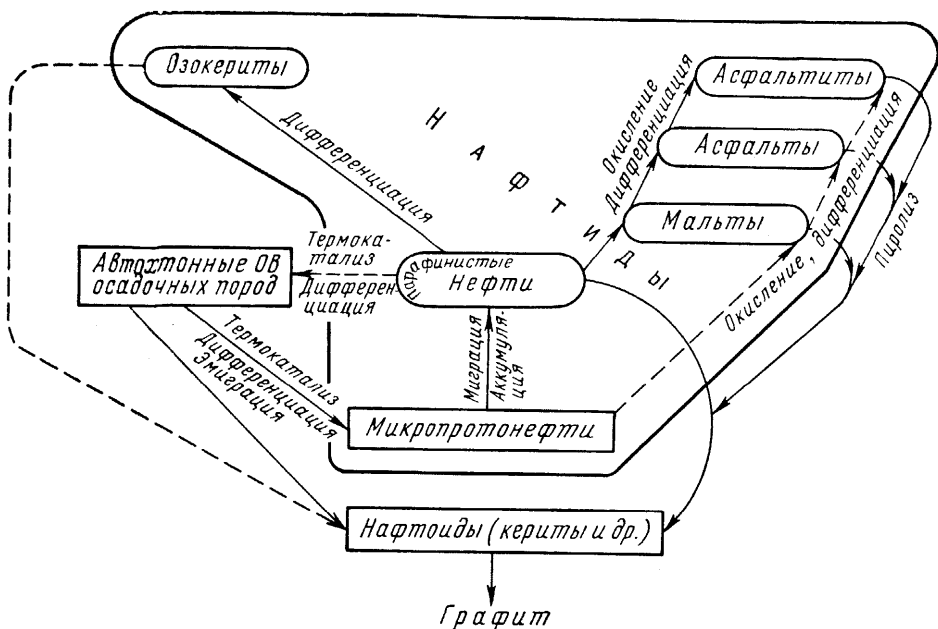 Озокериты
Дифференциация
НАФТИДЫ
Окисление
Дифференциация
Асфальтиты
Асфальты
Мальты
Окисление, дифференциация
Пиролиз
Термока-
тализ
Дифферен-
циация
Автохтонные ОВ
осадочных пород
Парафинистые
Нефти
Миграция
Аккумуля-
ция
Термокатализ
Дифференциация
Эмиграция
Микропротонефти
Нафтоиды (кериты и др.)
Графит